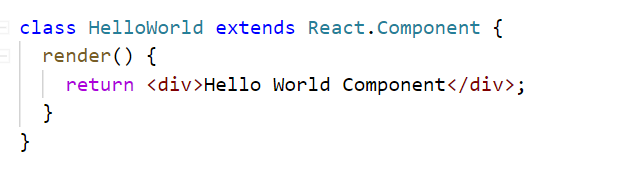 class HelloWorld extends React.Component {
  render() {
    return <div>Hello World Component</div>;
  }
}